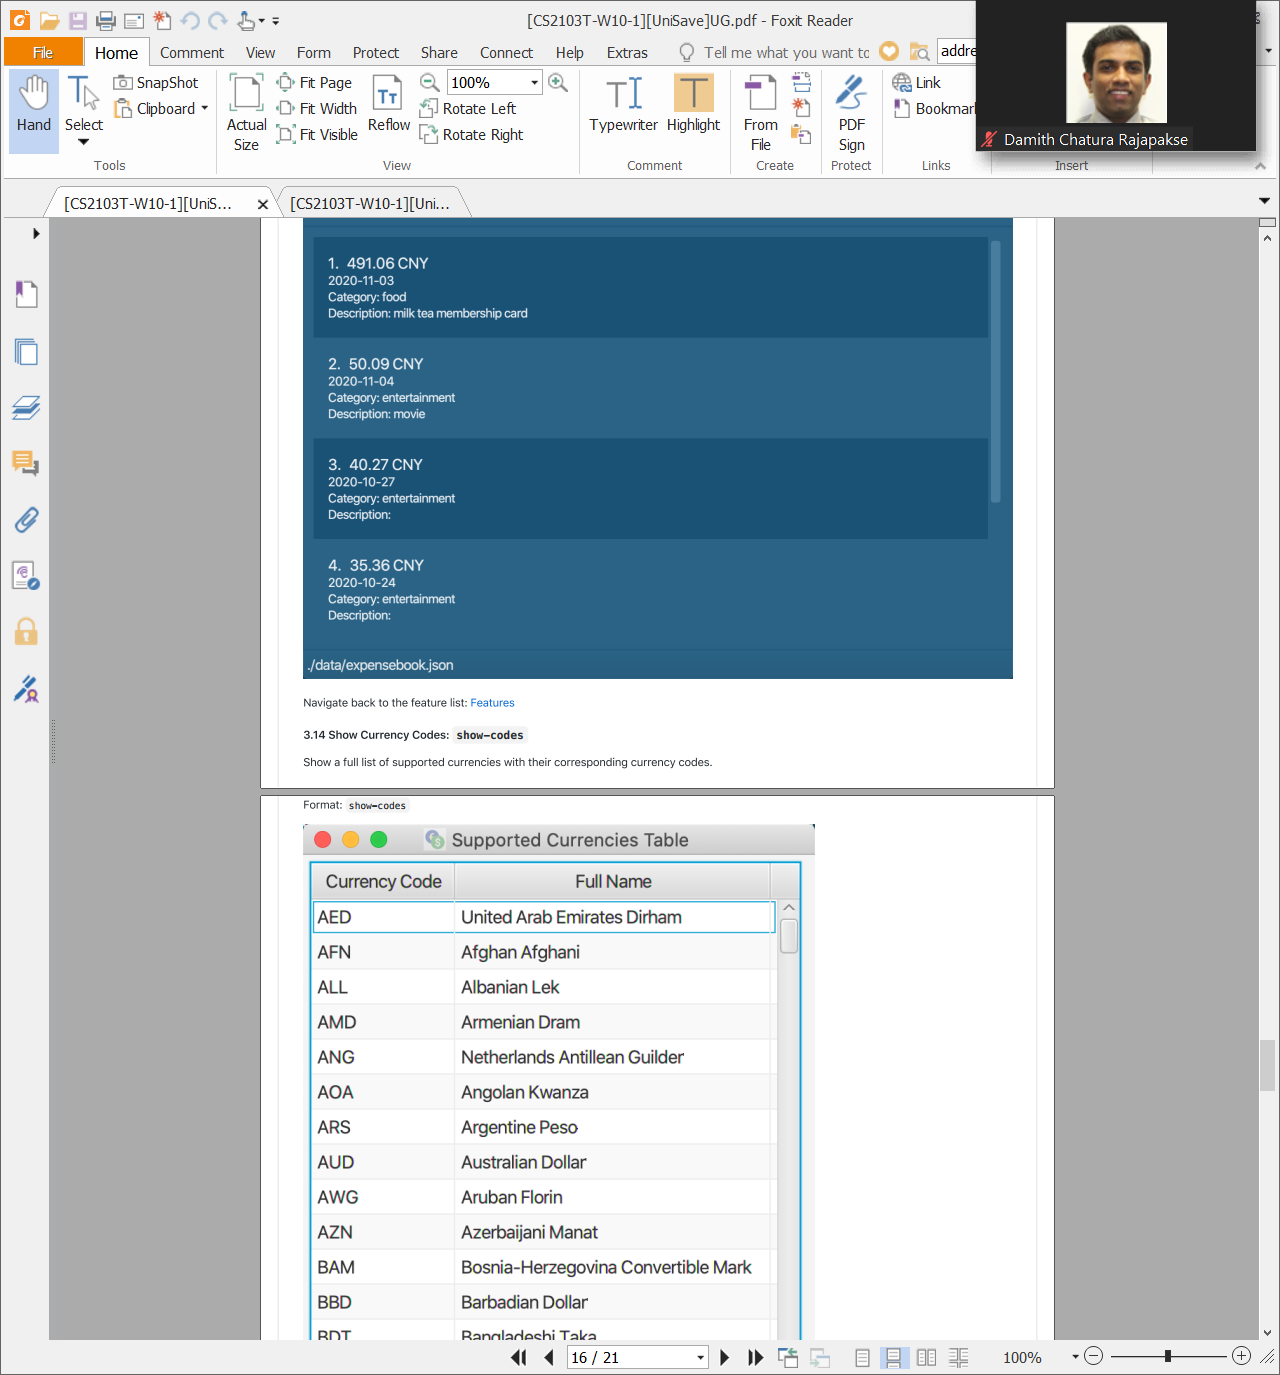 [CS2103T-W10-1][UniSave]UG.pdf - Foxit Reader
File Home Comment View Form Protect Share Connect Help Extras Tell me what you want to addre
Hand
Select
SnapShot
Clipboard
Tools
Actual Size
Fit Page
Fit Width
Fit Visible
Reflow
100%
Rotate Left
Rotate Right
View
Typewriter
Highlight
Comment
From File
Create
PDF Sign
Protect
Link
Bookmar
Links
Insert
Damith Chatura Rajapakse
[CS2103T-W10-1][UniS...
[CS2103T-W10-1][Uni...
1. 491.06 CNY
2020-11-03
Category: food
Description: milk tea membership card
2. 50.09 CNY
2020-11-04
Category: entertainment
Description: movie
3. 40.27 CNY
2020-10-27
Category: entertainment
Description:
4. 35.36 CNY
2020-10-24
Category: entertainment
Description:
./data/expensebook.json
Navigate back to the feature list: Features
3.14 Show Currency Codes: show-codes
Show a full list of supported currencies with their corresponding currency codes.
Format: show-codes
Supported Currencies Table
Currency Code Full Name
AED United Arab Emirates Dirham
AFN Afghan Afghani
ALL Albanian Lek
AMD Armenian Dram
ANG Netherlands Antillean Guilder
AOA Angolan Kwanza
ARS Argentine Peso
AUD Australian Dollar
AWG Aruban Florin
AZN Azerbaijani Manat
BAM Bosnia-Herzegovina Convertible Mark
BBD Barbadian Dollar
BDT Bangladeshi Taka
16 / 21
100%